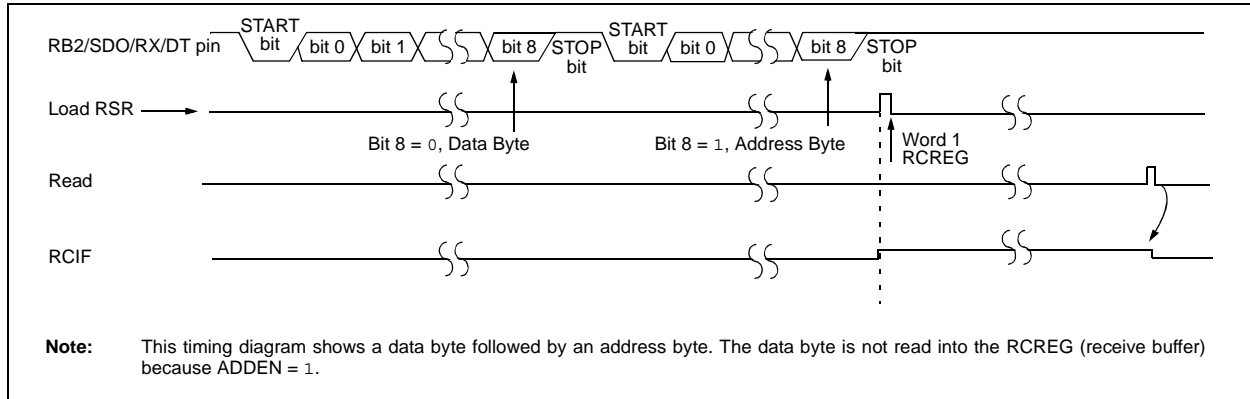 START bit START bit
RB2/SDO/RX/DT pin bit 0 bit 1 bit 8 STOP bit bit 0 bit 8 STOP bit
Load RSR
Bit 8 = 0, Data Byte Bit 8 = 1, Address Byte Word 1 RCREG
Read
RCIF
Note: This timing diagram shows a data byte followed by an address byte. The data byte is not read into the RCREG (receive buffer)
because ADDEN = 1.